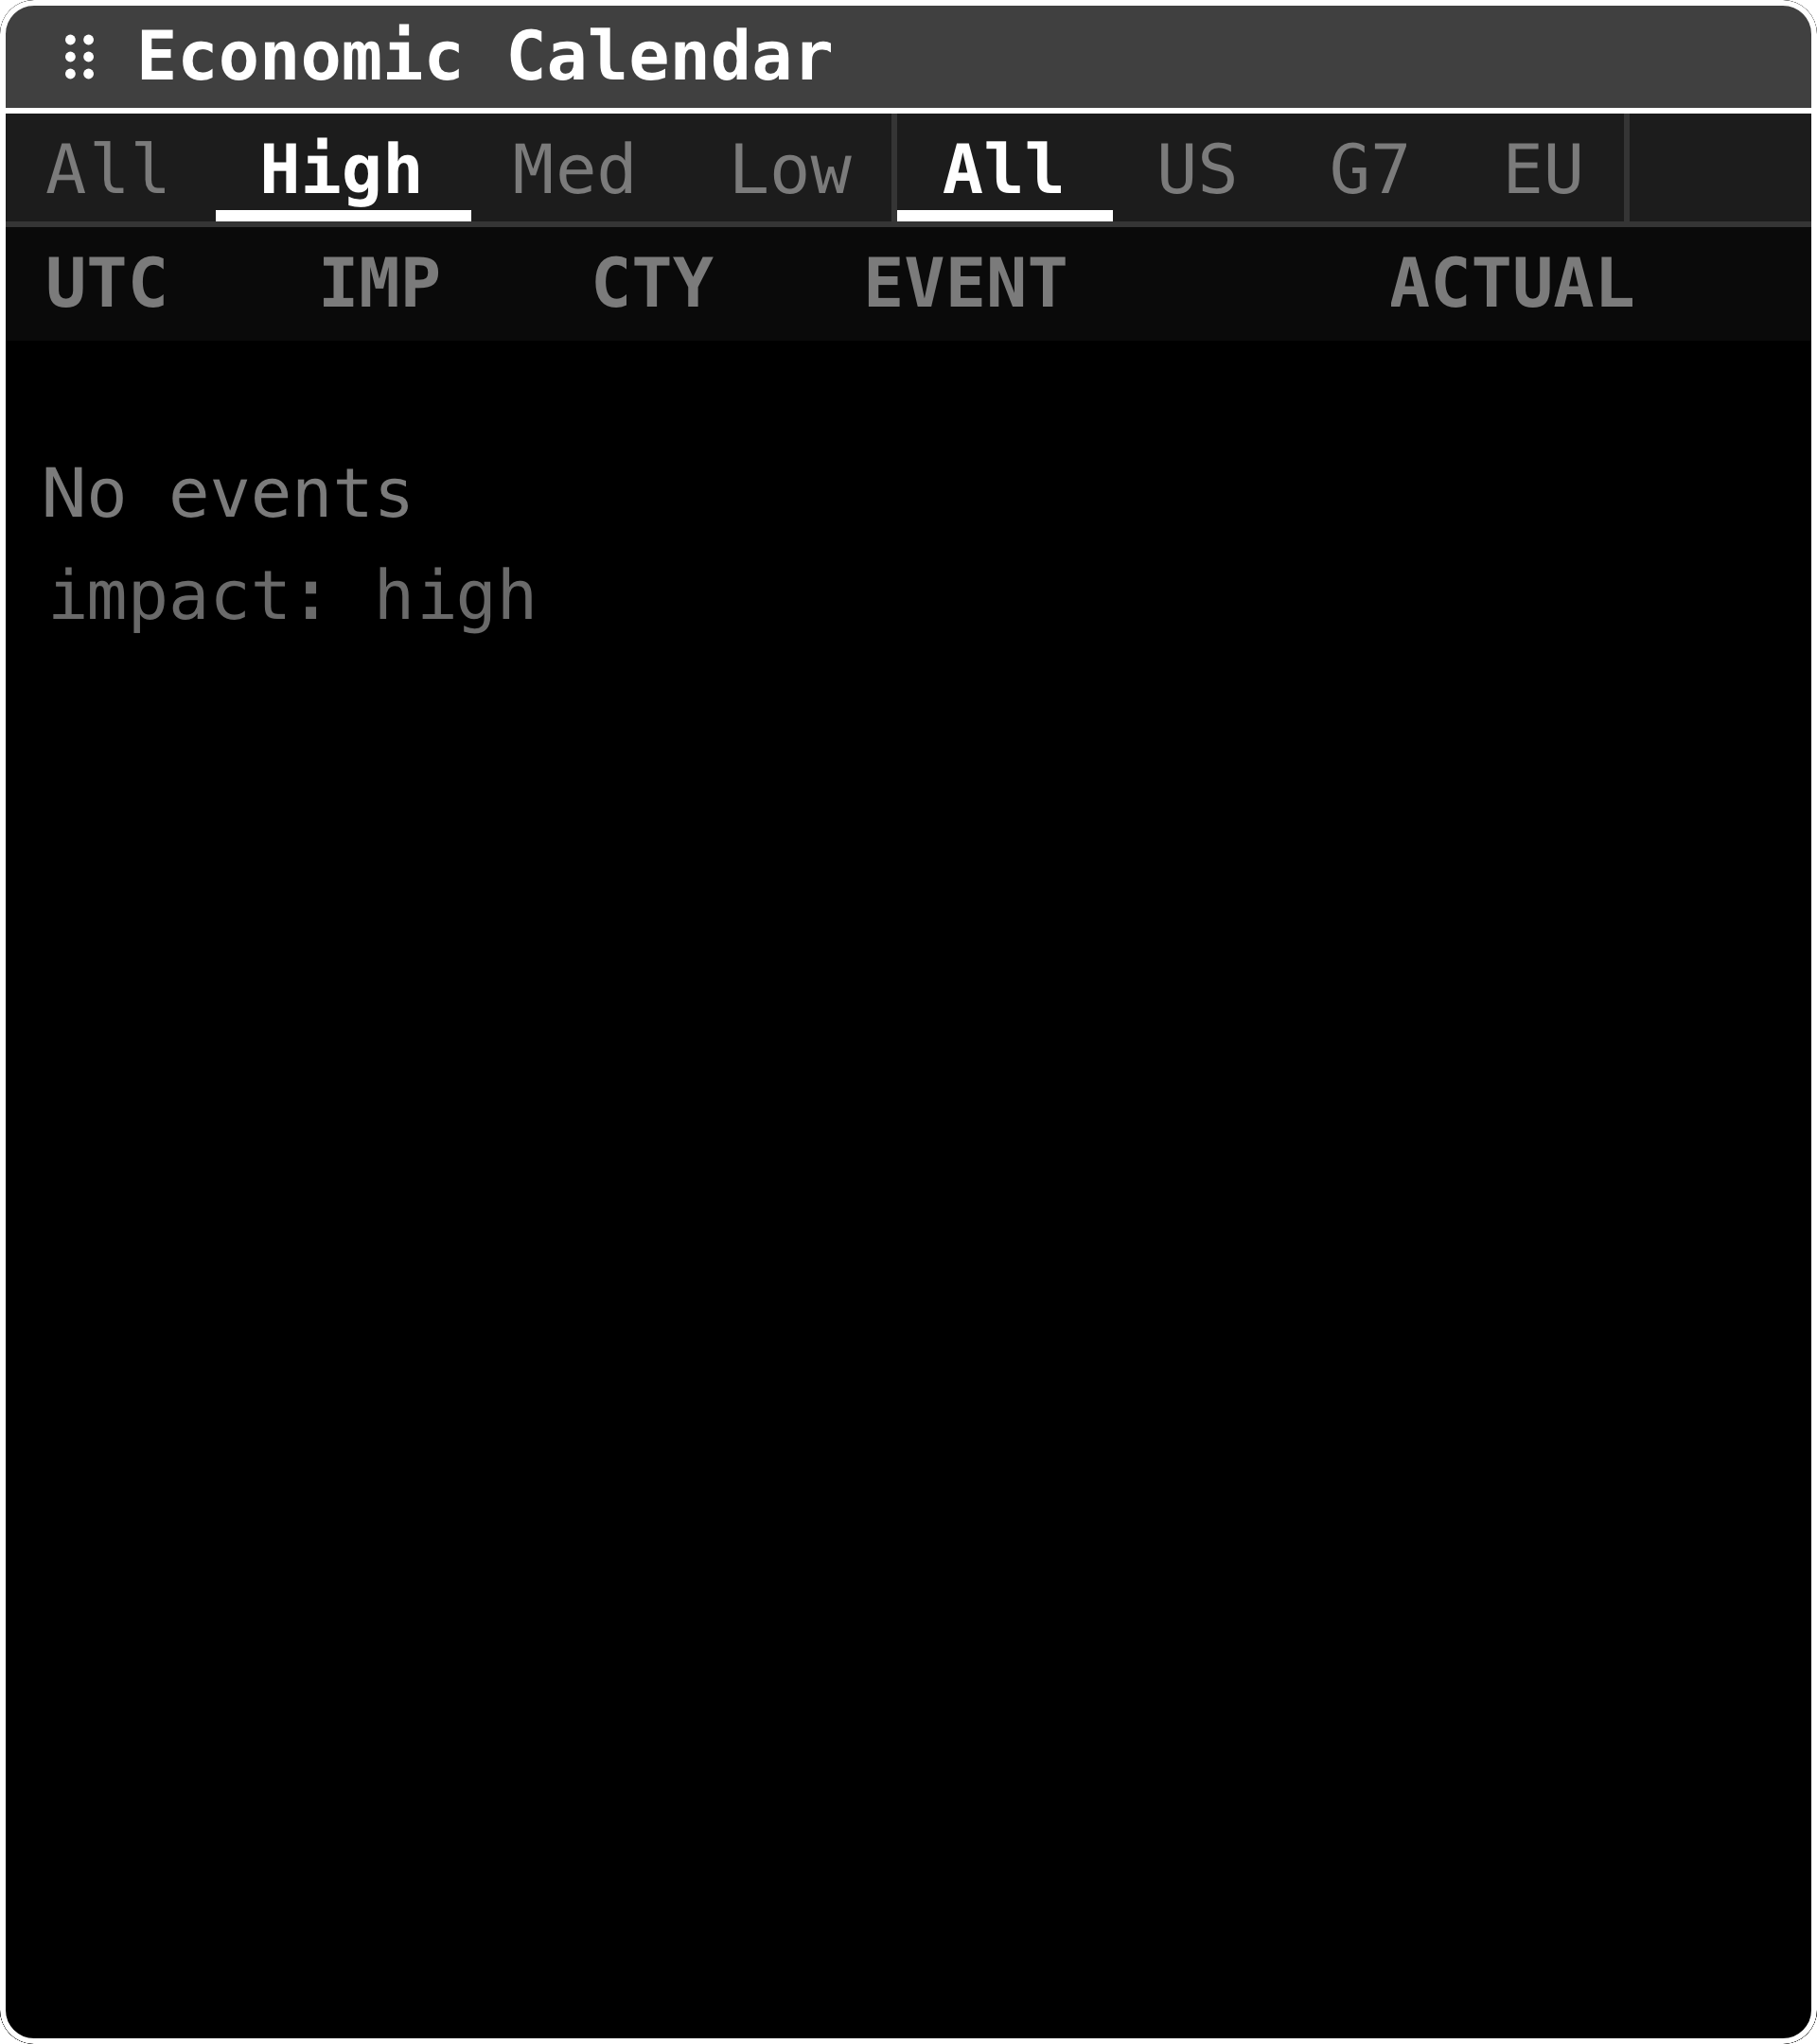 Economic Calendar
All High Med Low All US G7 EU
UTC IMP CTY EVENT ACTUAL
No events
impact: high